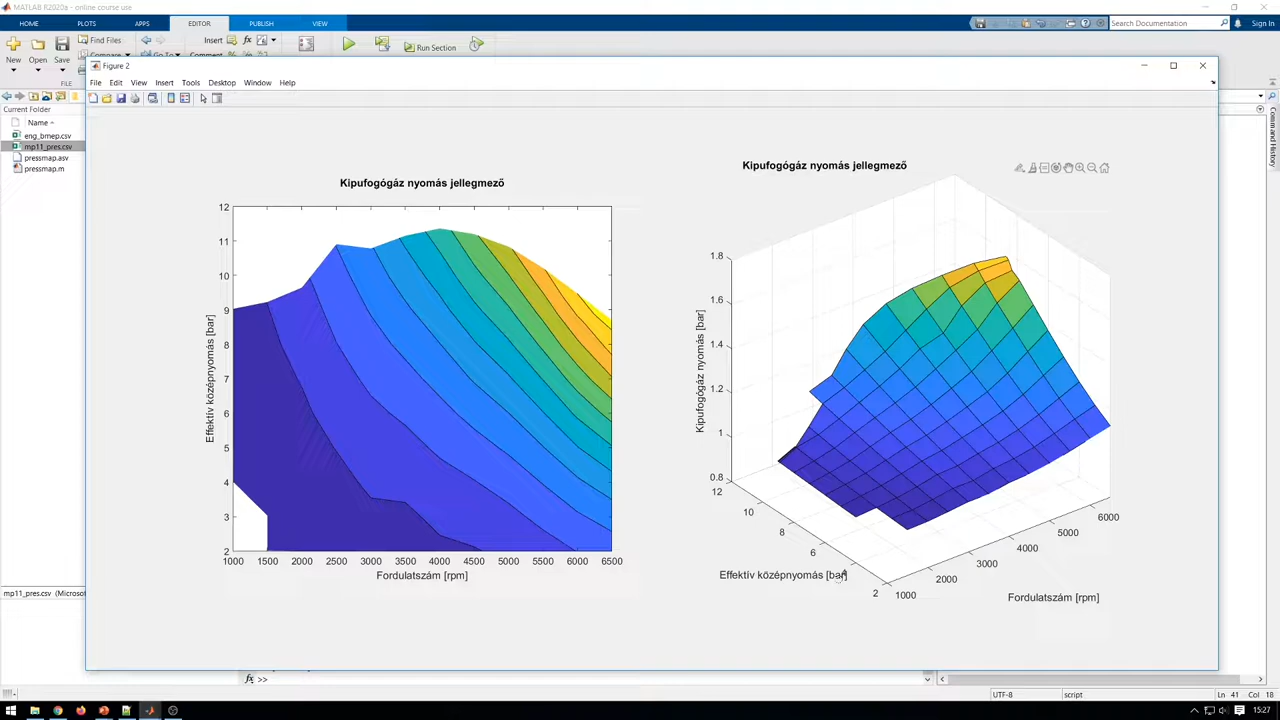 MATLAB R2020a - online course use
HOME PLOTS APPS EDITOR PUBLISH VIEW
Search Documentation
Sign In
New Open Save
Find Files
Insert
Run Section
FILE
Figure 2
File Edit View Insert Tools Desktop Window Help
Current Folder
Name
eng_bmep.csv
mp11_pres.csv
pressmap.asv
pressmap.m
Command History
Kipufogógáz nyomás jellegmező
12
11
10
9
8
7
6
5
4
3
2
Effektív középnyomás [bar]
1000 1500 2000 2500 3000 3500 4000 4500 5000 5500 6000 6500
Fordulatszám [rpm]
Kipufogógáz nyomás jellegmező
1.8
1.6
1.4
1.2
1
0.8
Kipufogógáz nyomás [bar]
12
10
8
6
2
Effektív középnyomás [bar]
1000
2000
3000
4000
5000
6000
Fordulatszám [rpm]
mp11_pres.csv (Microsof
fx >>
UTF-8 script Ln 41 Col 18
15:27